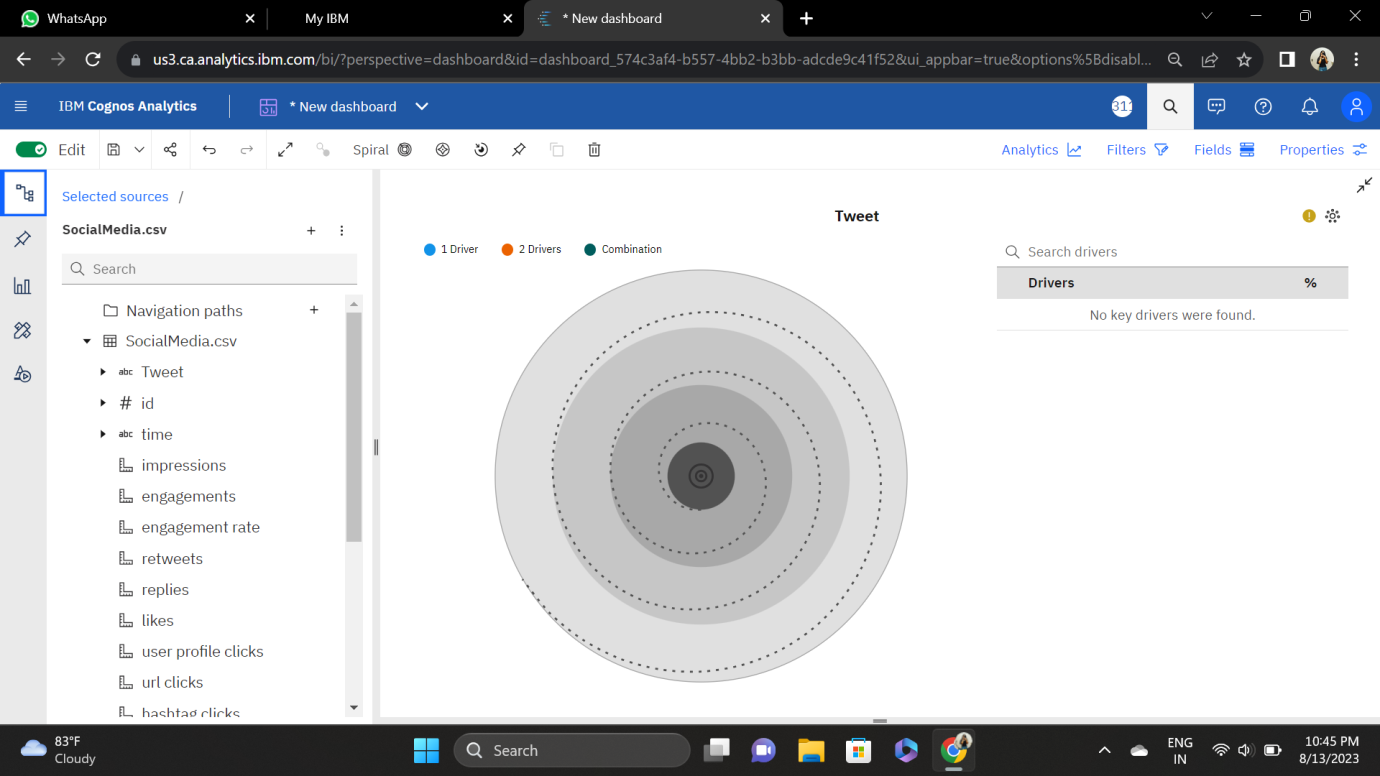 WhatsApp
My IBM
* New dashboard
us3.ca.analytics.ibm.com/bi/?perspective=dashboard&id=dashboard_574c3af4-b557-4bb2-b3bb-adcde9c41f52&ui_appbar=true&options%5Bdisabl...
IBM Cognos Analytics
* New dashboard
311
Edit
Spiral
Analytics
Filters
Fields
Properties
Selected sources /
SocialMedia.csv
Search
Navigation paths
SocialMedia.csv
abc Tweet
# id
abc time
impressions
engagements
engagement rate
retweets
replies
likes
user profile clicks
url clicks
hashtag clicks
Tweet
1 Driver
2 Drivers
Combination
Search drivers
Drivers %
No key drivers were found.
83°F
Cloudy
Search
ENG
IN
10:45 PM
8/13/2023